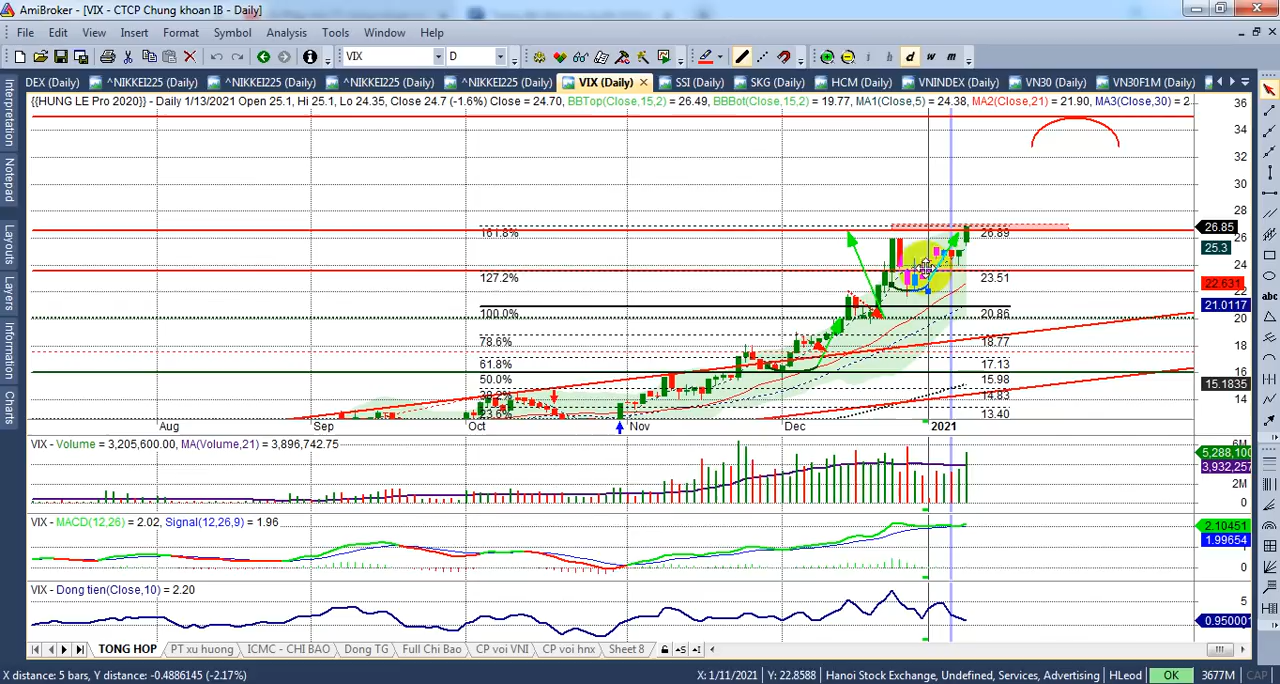 AmiBroker - [VIX - CTCP Chung khoan IB - Daily]
File Edit View Insert Format Symbol Analysis Tools Window Help
VIX D i h d w m
DEX (Daily) ^NIKKEI225 (Daily) ^NIKKEI225 (Daily) ^NIKKEI225 (Daily) ^NIKKEI225 (Daily) VIX (Daily) SSI (Daily) SKG (Daily) HCM (Daily) VNINDEX (Daily) VN30 (Daily) VN30F1M (Daily)
{{HUNG LE Pro 2020}} - Daily 1/13/2021 Open 25.1, Hi 25.1, Lo 24.35, Close 24.7 (-1.6%) Close = 24.70, BBTop(Close,15,2) = 26.49, BBBot(Close,15,2) = 19.77, MA1(Close,5) = 24.38, MA2(Close,21) = 21.90, MA3(Close,30) = 2
Interpretation
Notepad
Layouts
Layers
Information
Charts
abc
36
34
32
30
28
26.85
161.8% 26.89 26
25.3
24
127.2% 23.51
22.631
22
21.0117
100.0% 20.86 20
78.6% 18.77 18
61.8% 17.13
50.0% 15.98 16
15.1835
38.2% 14.83
14
23.6% 13.40
Aug Sep Oct Nov Dec 2021
VIX - Volume = 3,205,600.00, MA(Volume,21) = 3,896,742.75
6M
5,288,100
3,932,257
2M
0
VIX - MACD(12,26) = 2.02, Signal(12,26,9) = 1.96
2.10451
1.99654
0
VIX - Dong tien(Close,10) = 2.20
5
0.950001
TONG HOP PT xu huong ICMC - CHI BAO Dong TG Full Chi Bao CP voi VNI CP voi hnx Sheet 8
X distance: 5 bars, Y distance: -0.4886145 (-2.17%) X: 1/11/2021 Y: 22.8588 Hanoi Stock Exchange, Undefined, Services, Advertising HLeod OK 3677M CAP